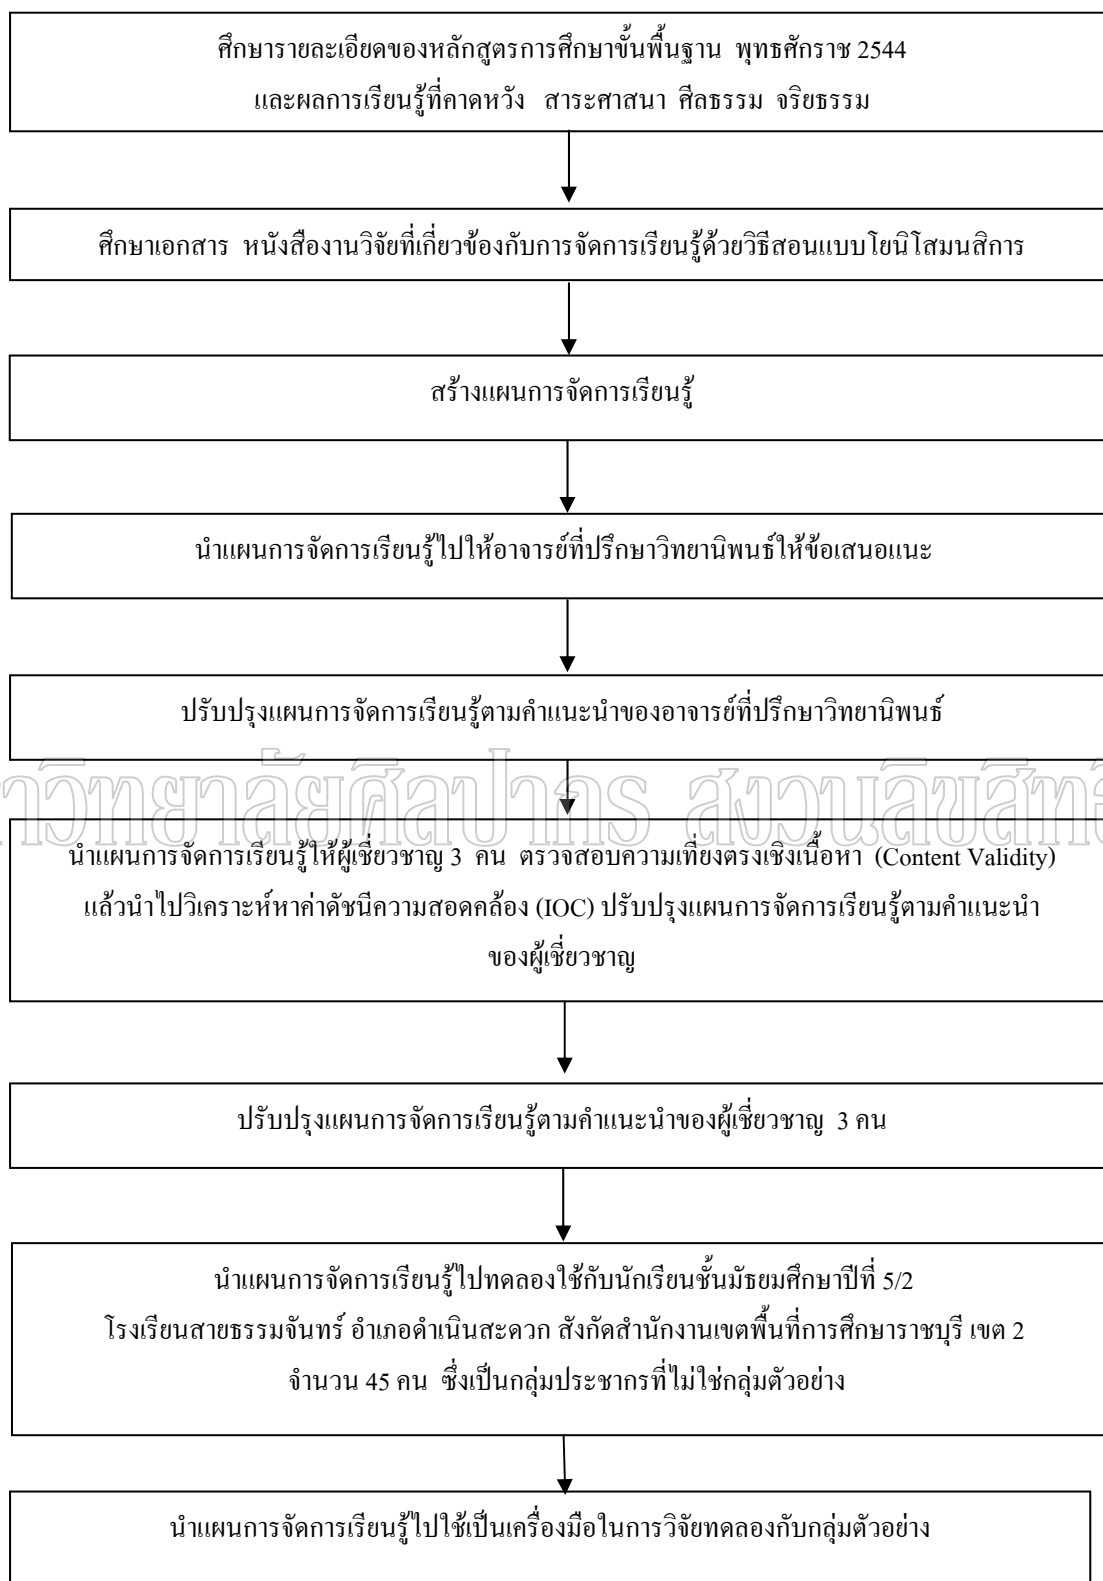 ศึกษารายละเอียดของหลักสูตรการศึกษาขั้นพื้นฐาน พุทธศักราช 2544
และผลการเรียนรู้ที่คาดหวัง สาระศาสนา ศีลธรรม จริยธรรม
ศึกษาเอกสาร หนังสืองานวิจัยที่เกี่ยวข้องกับการจัดการเรียนรู้ด้วยวิธีสอนแบบโยนิโสมนสิการ
สร้างแผนการจัดการเรียนรู้
นำแผนการจัดการเรียนรู้ไปให้อาจารย์ที่ปรึกษาวิทยานิพนธ์ให้ข้อเสนอแนะ
ปรับปรุงแผนการจัดการเรียนรู้ตามคำแนะนำของอาจารย์ที่ปรึกษาวิทยานิพนธ์
าวิทยาลัยศิลปากร สงวนลิขสิทธิ
นำแผนการจัดการเรียนรู้ให้ผู้เชี่ยวชาญ 3 คน ตรวจสอบความเที่ยงตรงเชิงเนื้อหา (Content Validity)
แล้วนำไปวิเคราะห์หาค่าดัชนีความสอดคล้อง (IOC) ปรับปรุงแผนการจัดการเรียนรู้ตามคำแนะนำ
ของผู้เชี่ยวชาญ
ปรับปรุงแผนการจัดการเรียนรู้ตามคำแนะนำของผู้เชี่ยวชาญ 3 คน
นำแผนการจัดการเรียนรู้ไปทดลองใช้กับนักเรียนชั้นมัธยมศึกษาปีที่ 5/2
โรงเรียนสายธรรมจันทร์ อำเภอดำเนินสะดวก สังกัดสำนักงานเขตพื้นที่การศึกษาราชบุรี เขต 2
จำนวน 45 คน ซึ่งเป็นกลุ่มประชากรที่ไม่ใช่กลุ่มตัวอย่าง
นำแผนการจัดการเรียนรู้ไปใช้เป็นเครื่องมือในการวิจัยทดลองกับกลุ่มตัวอย่าง